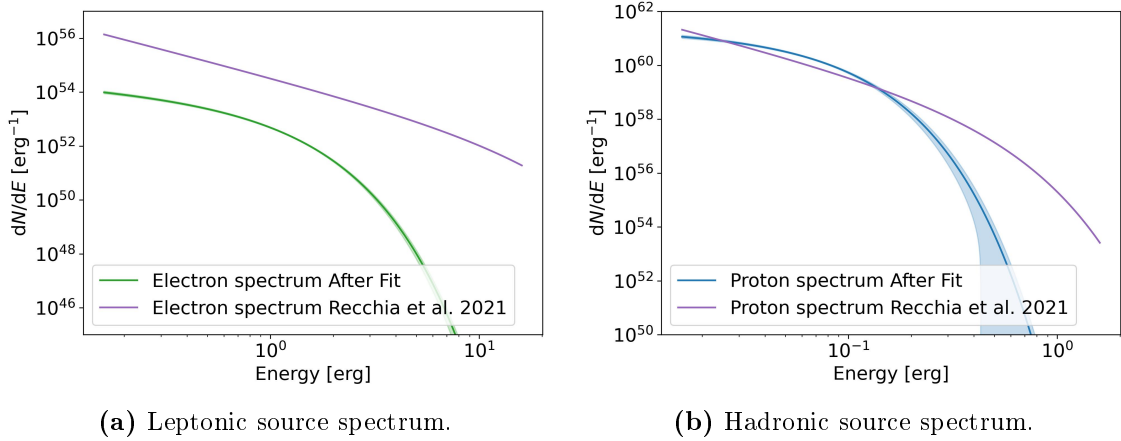 10^56
10^54
10^52
10^50
10^48
10^46
dN/dE [erg^-1]
Electron spectrum After Fit
Electron spectrum Recchia et al. 2021
10^0
10^1
Energy [erg]
(a) Leptonic source spectrum.
10^62
10^60
10^58
10^56
10^54
10^52
10^50
dN/dE [erg^-1]
Proton spectrum After Fit
Proton spectrum Recchia et al. 2021
10^-1
10^0
Energy [erg]
(b) Hadronic source spectrum.